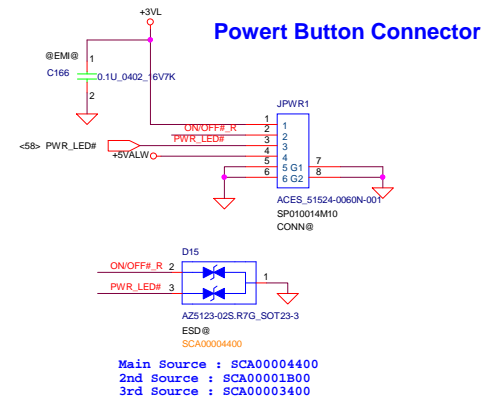 +3VL
Powert Button Connector
@EMI@
1
C166
0.1U_0402_16V7K
2
JPWR1
ON/OFF#_R
1 1
2 2
<58> PWR_LED#
PWR_LED#
3 3
+5VALW
4 4
5 5 G1 7
6 6 G2 8
ACES_51524-0060N-001
SP010014M10
CONN@
D15
ON/OFF#_R 2
1
PWR_LED# 3
AZ5123-02S.R7G_SOT23-3
ESD@
SCA00004400
Main Source : SCA00004400
2nd Source : SCA00001B00
3rd Source : SCA00003400